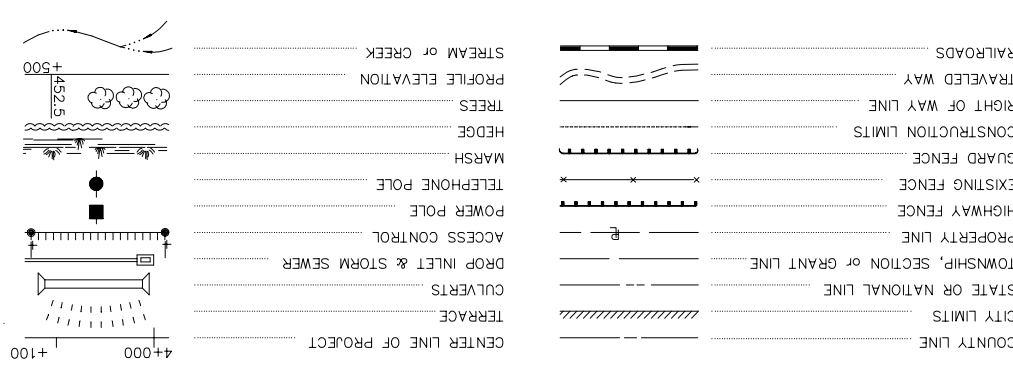 COUNTY LINE
CITY LIMITS
STATE OR NATIONAL LINE
TOWNSHIP, SECTION or GRANT LINE
PROPERTY LINE
PL
HIGHWAY FENCE
EXISTING FENCE
GUARD FENCE
CONSTRUCTION LIMITS
RIGHT OF WAY LINE
TRAVELED WAY
RAILROADS
CENTER LINE OF PROJECT
4+000 +100
TERRACE
CULVERTS
DROP INLET & STORM SEWER
ACCESS CONTROL
POWER POLE
TELEPHONE POLE
MARSH
HEDGE
TREES
PROFILE ELEVATION
452.5
+500
STREAM or CREEK